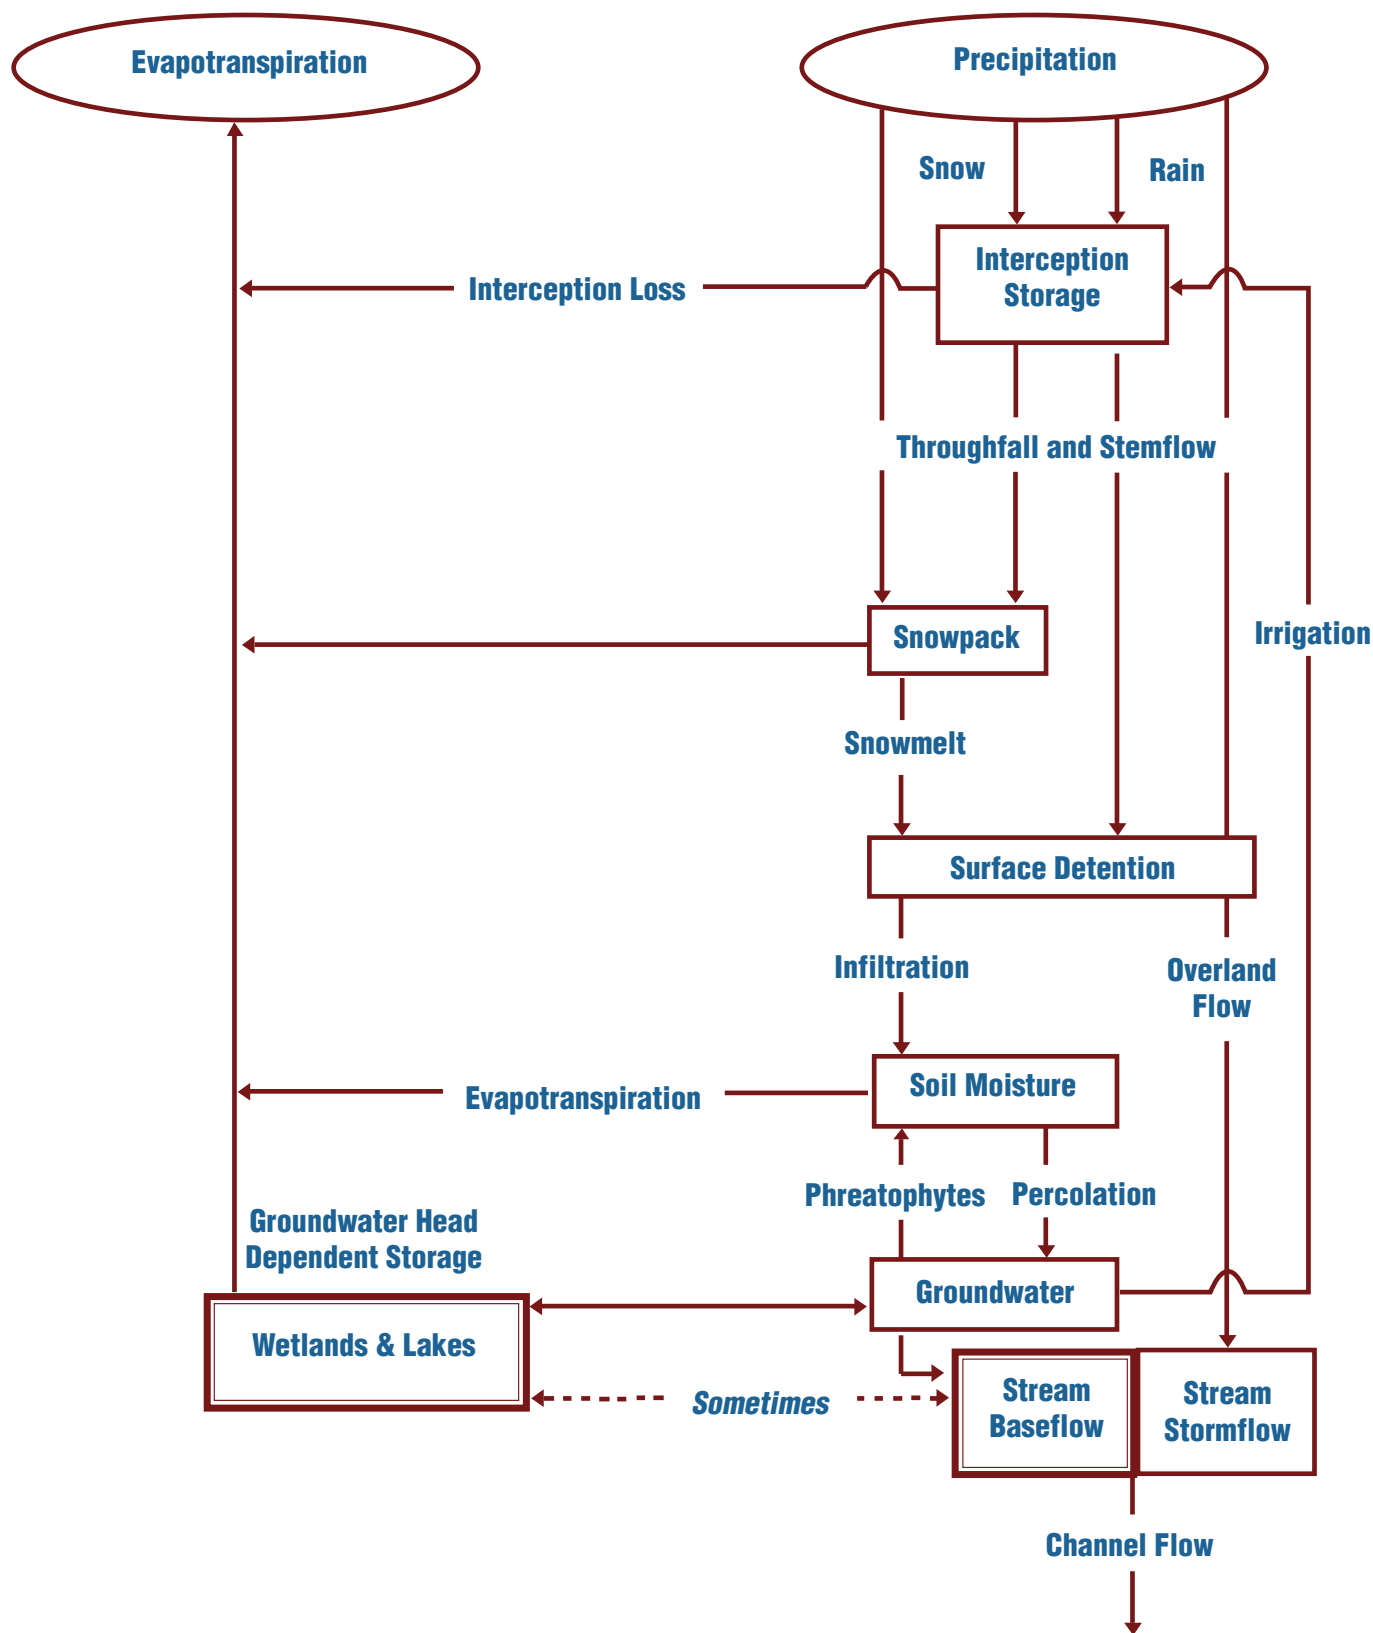 Evapotranspiration
Precipitation
Snow
Rain
Interception
Storage
Interception Loss
Throughfall and Stemflow
Irrigation
Snowpack
Snowmelt
Surface Detention
Infiltration
Overland
Flow
Soil Moisture
Evapotranspiration
Phreatophytes
Percolation
Groundwater Head
Dependent Storage
Groundwater
Wetlands & Lakes
Sometimes
Stream
Baseflow
Stream
Stormflow
Channel Flow